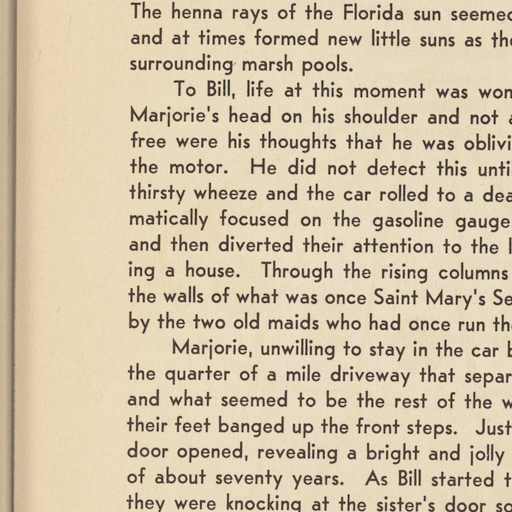 The henna rays of the Florida sun seemed
and at times formed new little suns as the
surrounding marsh pools.
To Bill, life at this moment was won
Marjorie's head on his shoulder and not a
free were his thoughts that he was oblivi
the motor. He did not detect this unti
thirsty wheeze and the car rolled to a dea
matically focused on the gasoline gauge
and then diverted their attention to the l
ing a house. Through the rising columns
the walls of what was once Saint Mary's Se
by the two old maids who had once run the
Marjorie, unwilling to stay in the car b
the quarter of a mile driveway that separ
and what seemed to be the rest of the w
their feet banged up the front steps. Just
door opened, revealing a bright and jolly
of about seventy years. As Bill started t
they were knocking at the sister's door so